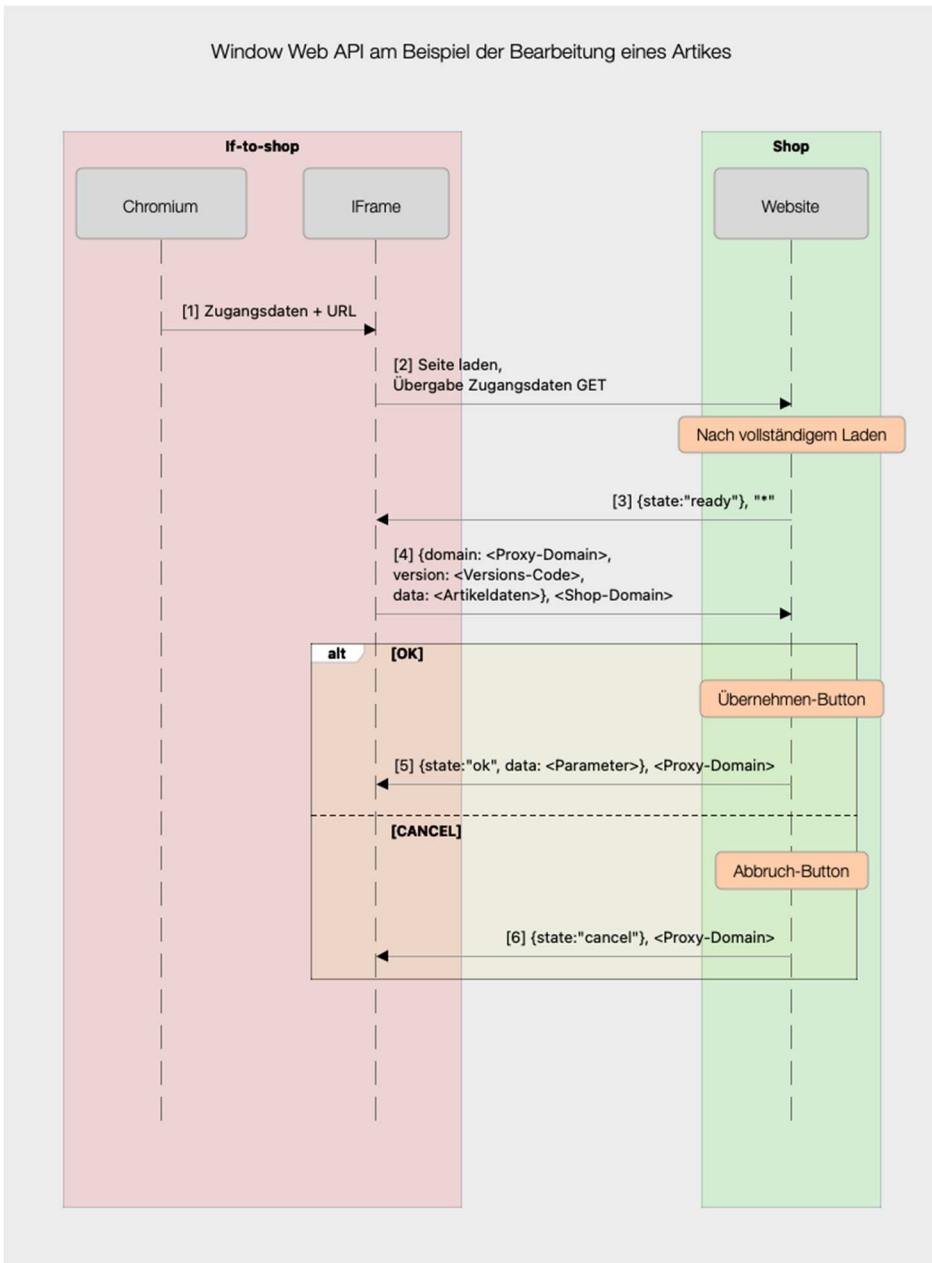 Window Web API am Beispiel der Bearbeitung eines Artikes
If-to-shop
Shop
Chromium
IFrame
Website
[1] Zugangsdaten + URL
[2] Seite laden,
Übergabe Zugangsdaten GET
Nach vollständigem Laden
[3] {state:"ready"}, "*"
[4] {domain: <Proxy-Domain>,
version: <Versions-Code>,
data: <Artikeldaten>}, <Shop-Domain>
alt
[OK]
Übernehmen-Button
[5] {state:"ok", data: <Parameter>}, <Proxy-Domain>
[CANCEL]
Abbruch-Button
[6] {state:"cancel"}, <Proxy-Domain>